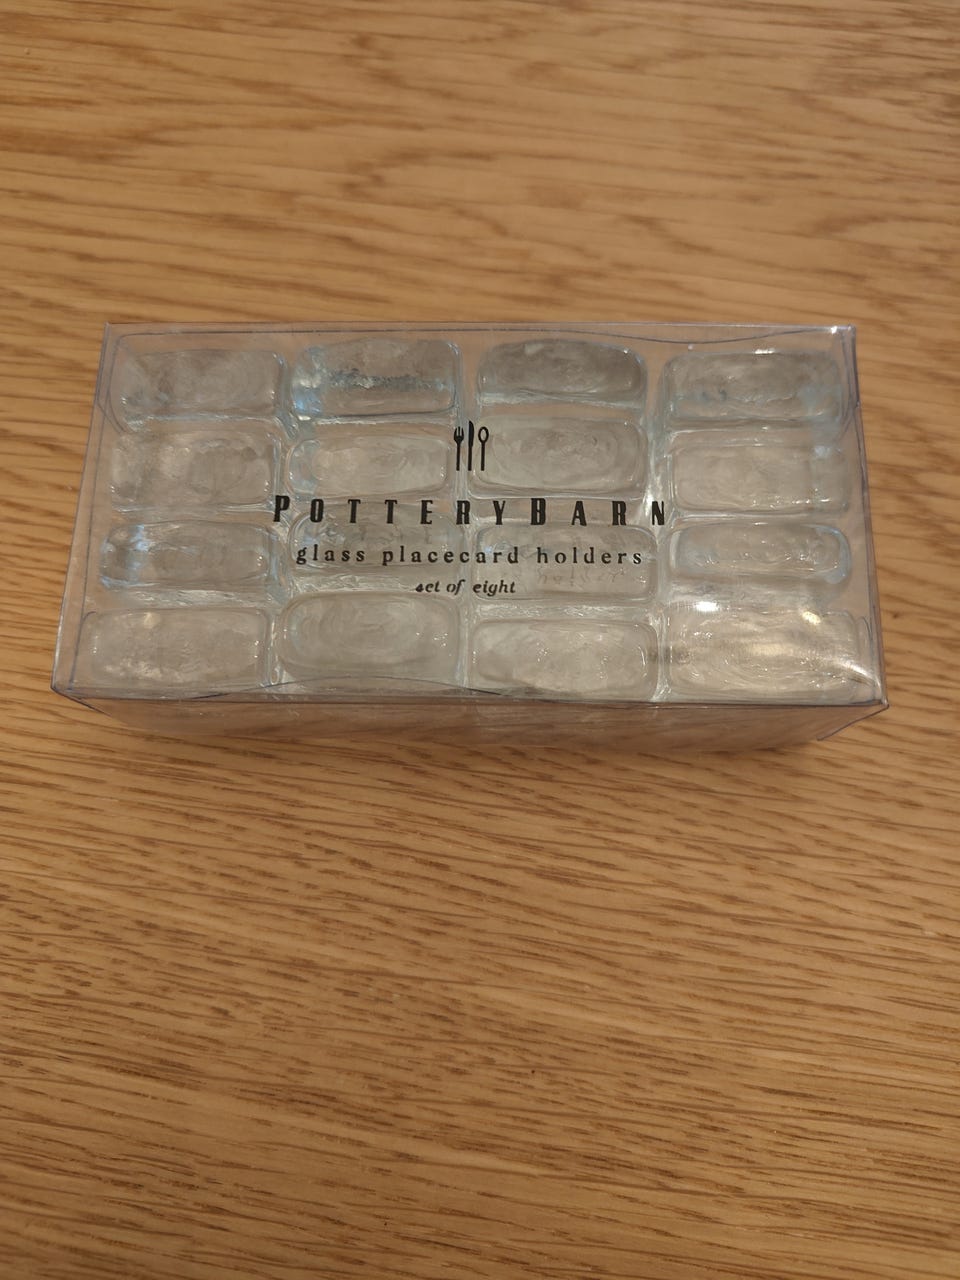 POTTERYBARN
glass placecard holders
set of eight